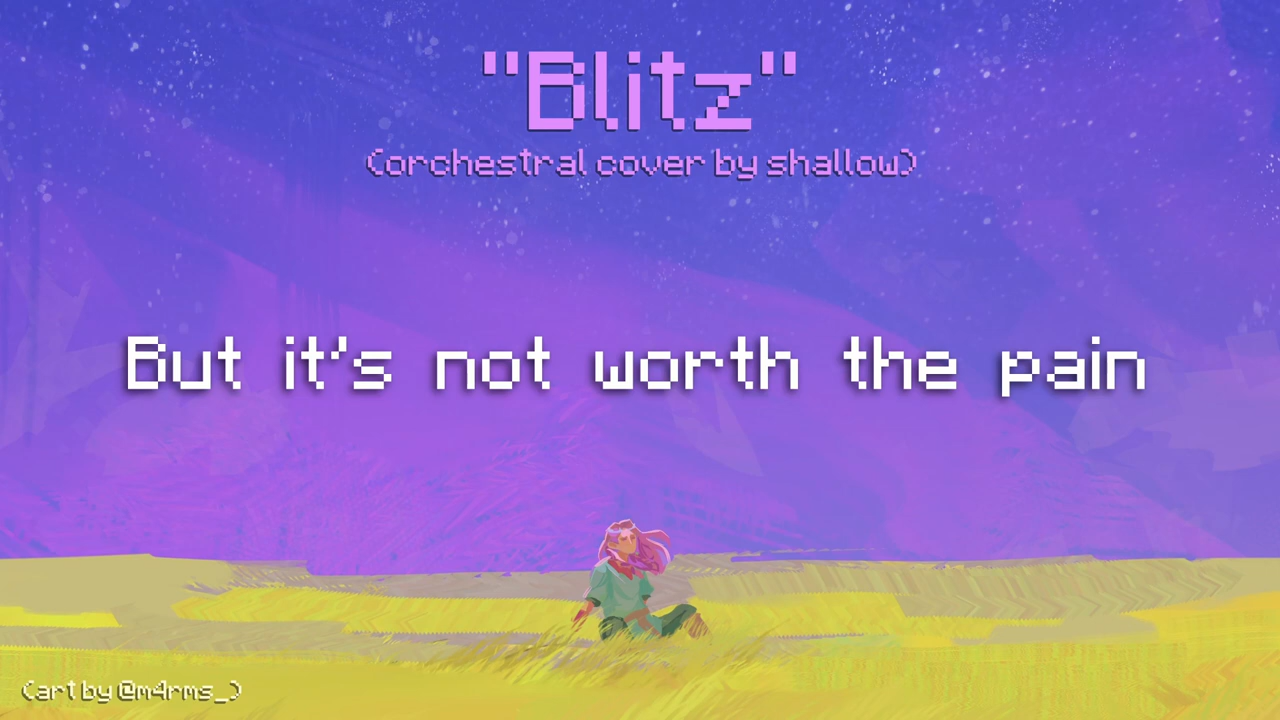 "Blitz"
(orchestral cover by shallow)
But it's not worth the pain
(art by @m4rms_)